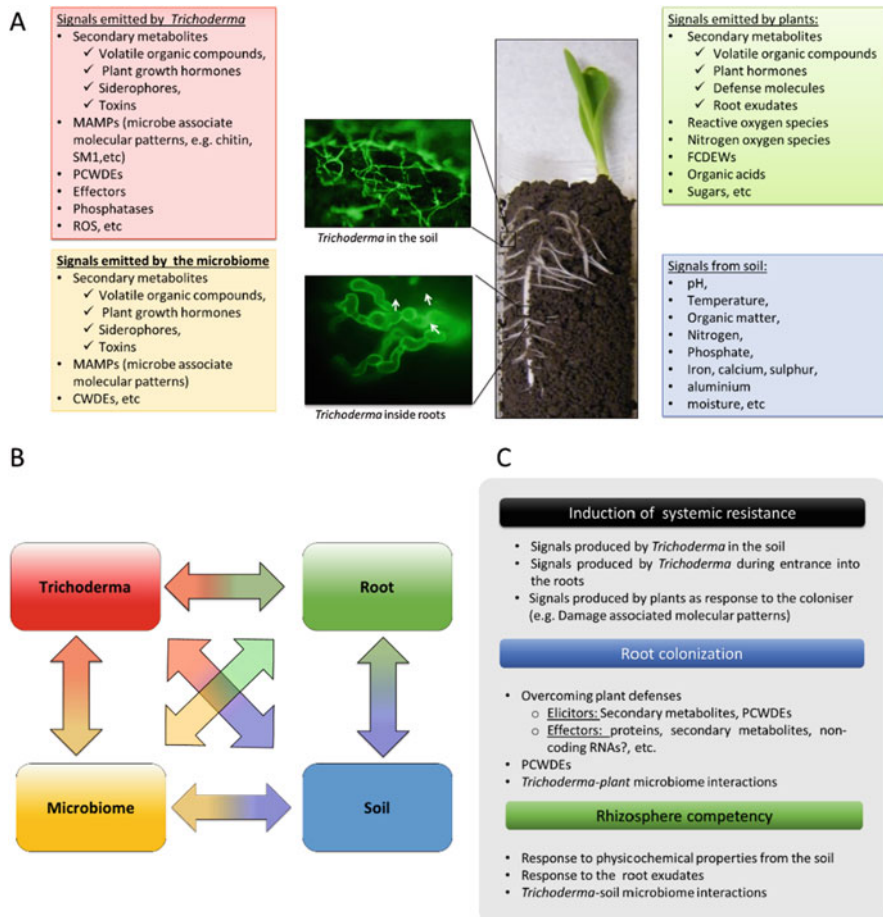 A
Signals emitted by Trichoderma
• Secondary metabolites
✓ Volatile organic compounds,
✓ Plant growth hormones
✓ Siderophores,
✓ Toxins
• MAMPs (microbe associate
molecular patterns, e.g. chitin,
SM1,etc)
• PCWDEs
• Effectors
• Phosphatases
• ROS, etc
Signals emitted by the microbiome
• Secondary metabolites
✓ Volatile organic compounds,
✓ Plant growth hormones
✓ Siderophores,
✓ Toxins
• MAMPs (microbe associate
molecular patterns)
• CWDEs, etc
Trichoderma in the soil
Trichoderma inside roots
Signals emitted by plants:
• Secondary metabolites
✓ Volatile organic compounds
✓ Plant hormones
✓ Defense molecules
✓ Root exudates
• Reactive oxygen species
• Nitrogen oxygen species
• FCDEWs
• Organic acids
• Sugars, etc
Signals from soil:
• pH,
• Temperature,
• Organic matter,
• Nitrogen,
• Phosphate,
• Iron, calcium, sulphur,
• aluminium
• moisture, etc
B
Trichoderma
Root
Microbiome
Soil
C
Induction of systemic resistance
• Signals produced by Trichoderma in the soil
• Signals produced by Trichoderma during entrance into
the roots
• Signals produced by plants as response to the coloniser
(e.g. Damage associated molecular patterns)
Root colonization
• Overcoming plant defenses
o Elicitors: Secondary metabolites, PCWDEs
o Effectors: proteins, secondary metabolites, non-
coding RNAs?, etc.
• PCWDEs
• Trichoderma-plant microbiome interactions
Rhizosphere competency
• Response to physicochemical properties from the soil
• Response to the root exudates
• Trichoderma-soil microbiome interactions